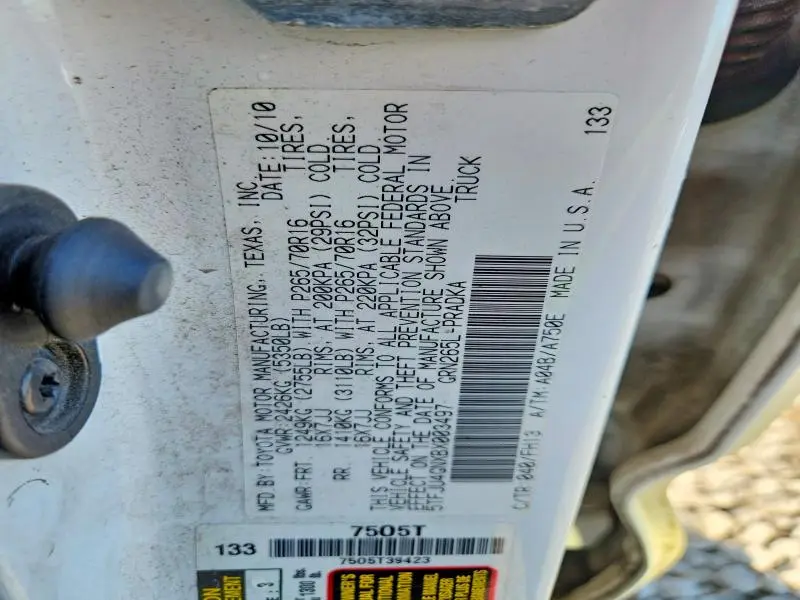 MFD BY TOYOTA MOTOR MANUFACTURING, TEXAS, INC.
GVWR:2426KG(5350LB) DATE:10/10
GAWR:FRT 1249KG(2755LB)WITH P265/70R16 TIRES,
16X7JJ RIMS, AT 200KPA(29PSI) COLD
RR 1410KG(3110LB)WITH P265/70R16 TIRES,
16X7JJ RIMS, AT 220KPA(32PSI) COLD.
THIS VEHICLE CONFORMS TO ALL APPLICABLE FEDERAL MOTOR
VEHICLE SAFETY AND THEFT PREVENTION STANDARDS IN
EFFECT ON THE DATE OF MANUFACTURE SHOWN ABOVE.
5TFJU4GNXBX003497 GRN265L-PRADKA
TRUCK
C/TR:040/FH13 A/TM:A04B/A750E MADE IN U.S.A.
133
7505T
133
7505T39423